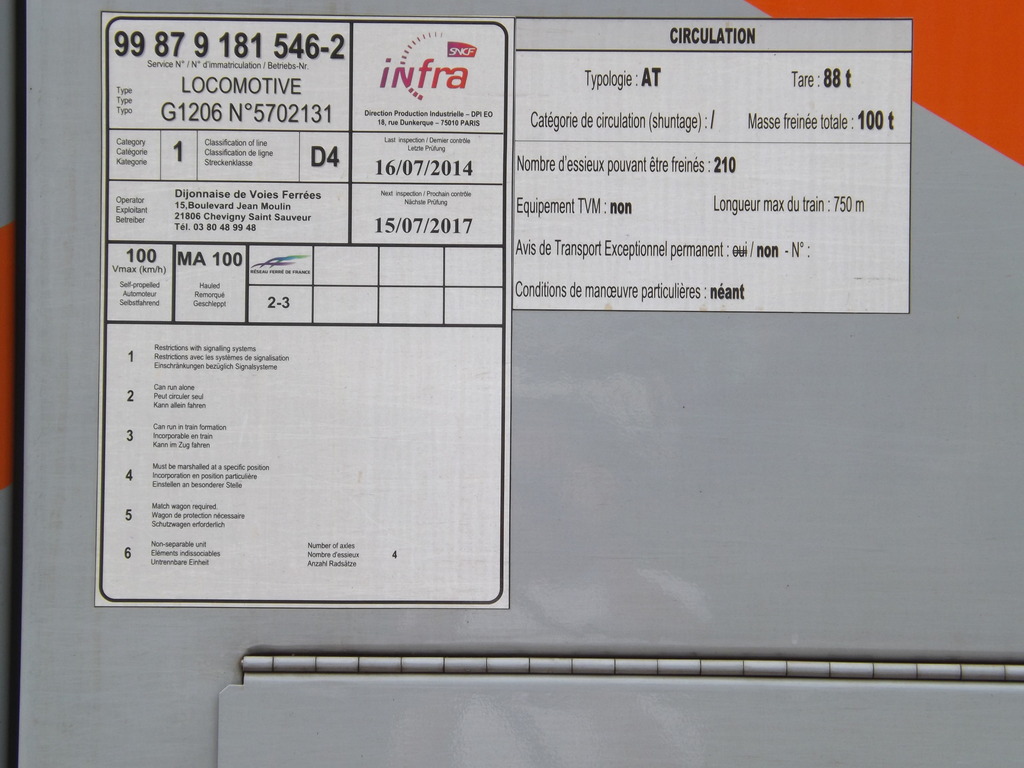 99 87 9 181 546-2
Service N° / N° d'immatriculation / Betriebs-Nr.
Type
Type
Typo
LOCOMOTIVE
G1206 N°5702131
SNCF
infra
Direction Production Industrielle – DPI EO
18, rue Dunkerque – 75010 PARIS
Category
Catégorie
Kategorie
1
Classification of line
Classification de ligne
Streckenklasse
D4
Last inspection / Dernier contrôle
Letzte Prüfung
16/07/2014
Operator
Exploitant
Betreiber
Dijonnaise de Voies Ferrées
15,Boulevard Jean Moulin
21806 Chevigny Saint Sauveur
Tél. 03 80 48 99 48
Next inspection / Prochain contrôle
Nächste Prüfung
15/07/2017
100
Vmax (km/h)
Self-propelled
Automoteur
Selbstfahrend
MA 100
Hauled
Remorqué
Geschleppt
RÉSEAU FERRÉ DE FRANCE
2-3
1
Restrictions with signalling systems
Restrictions avec les systèmes de signalisation
Einschränkungen bezüglich Signalsysteme
2
Can run alone
Peut circuler seul
Kann allein fahren
3
Can run in train formation
Incorporable en train
Kann im Zug fahren
4
Must be marshalled at a specific position
Incorporation en position particulière
Einstellen an besonderer Stelle
5
Match wagon required
Wagon de protection nécessaire
Schutzwagen erforderlich
6
Non-separable unit
Eléments indissociables
Untrennbare Einheit
Number of axles
Nombre d'essieux
Anzahl Radsätze
4
CIRCULATION
Typologie : AT Tare : 88 t
Catégorie de circulation (shuntage) : / Masse freinée totale : 100 t
Nombre d'essieux pouvant être freinés : 210
Equipement TVM : non Longueur max du train : 750 m
Avis de Transport Exceptionnel permanent : oui / non - N° :
Conditions de manœuvre particulières : néant